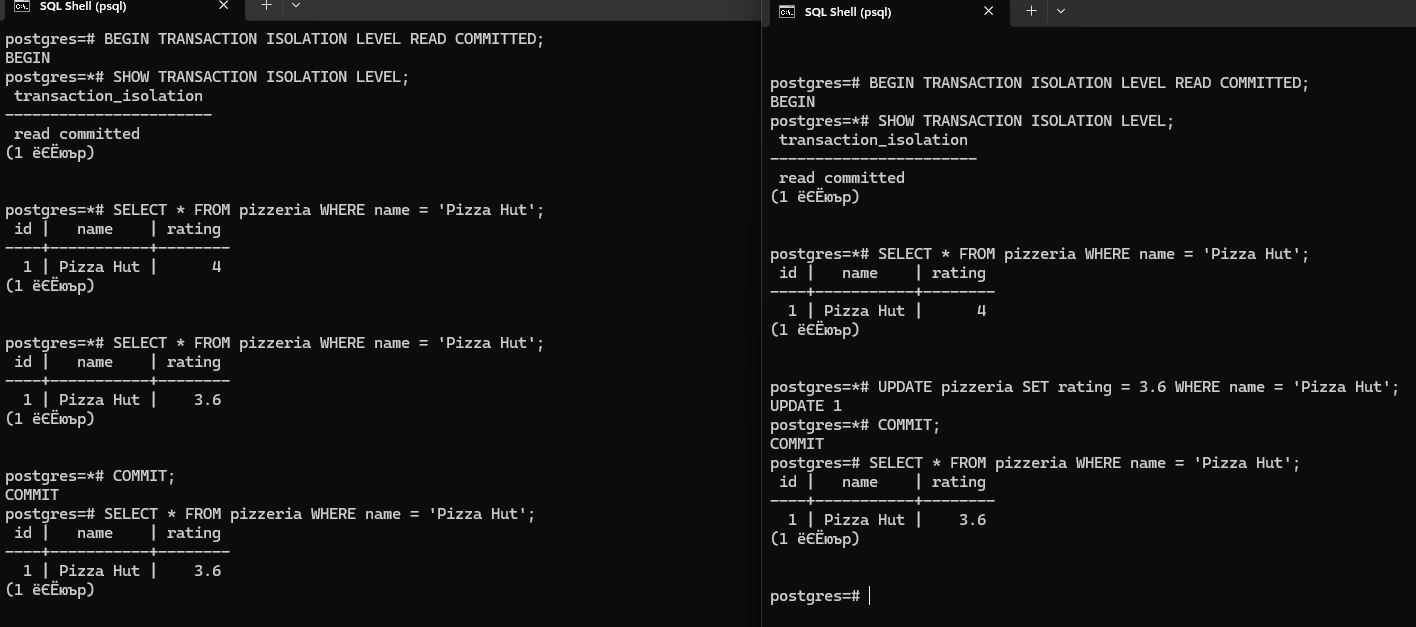 SQL Shell (psql)
postgres=# BEGIN TRANSACTION ISOLATION LEVEL READ COMMITTED;
BEGIN
postgres=*# SHOW TRANSACTION ISOLATION LEVEL;
transaction_isolation
-----------------------
read committed
(1 ёЄЁюър)
postgres=*# SELECT * FROM pizzeria WHERE name = 'Pizza Hut';
id | name | rating
----+-----------+--------
1 | Pizza Hut | 4
(1 ёЄЁюър)
postgres=*# SELECT * FROM pizzeria WHERE name = 'Pizza Hut';
id | name | rating
----+-----------+--------
1 | Pizza Hut | 3.6
(1 ёЄЁюър)
postgres=*# COMMIT;
COMMIT
postgres=# SELECT * FROM pizzeria WHERE name = 'Pizza Hut';
id | name | rating
----+-----------+--------
1 | Pizza Hut | 3.6
(1 ёЄЁюър)
SQL Shell (psql)
postgres=# BEGIN TRANSACTION ISOLATION LEVEL READ COMMITTED;
BEGIN
postgres=*# SHOW TRANSACTION ISOLATION LEVEL;
transaction_isolation
-----------------------
read committed
(1 ёЄЁюър)
postgres=*# SELECT * FROM pizzeria WHERE name = 'Pizza Hut';
id | name | rating
----+-----------+--------
1 | Pizza Hut | 4
(1 ёЄЁюър)
postgres=*# UPDATE pizzeria SET rating = 3.6 WHERE name = 'Pizza Hut';
UPDATE 1
postgres=*# COMMIT;
COMMIT
postgres=# SELECT * FROM pizzeria WHERE name = 'Pizza Hut';
id | name | rating
----+-----------+--------
1 | Pizza Hut | 3.6
(1 ёЄЁюър)
postgres=#